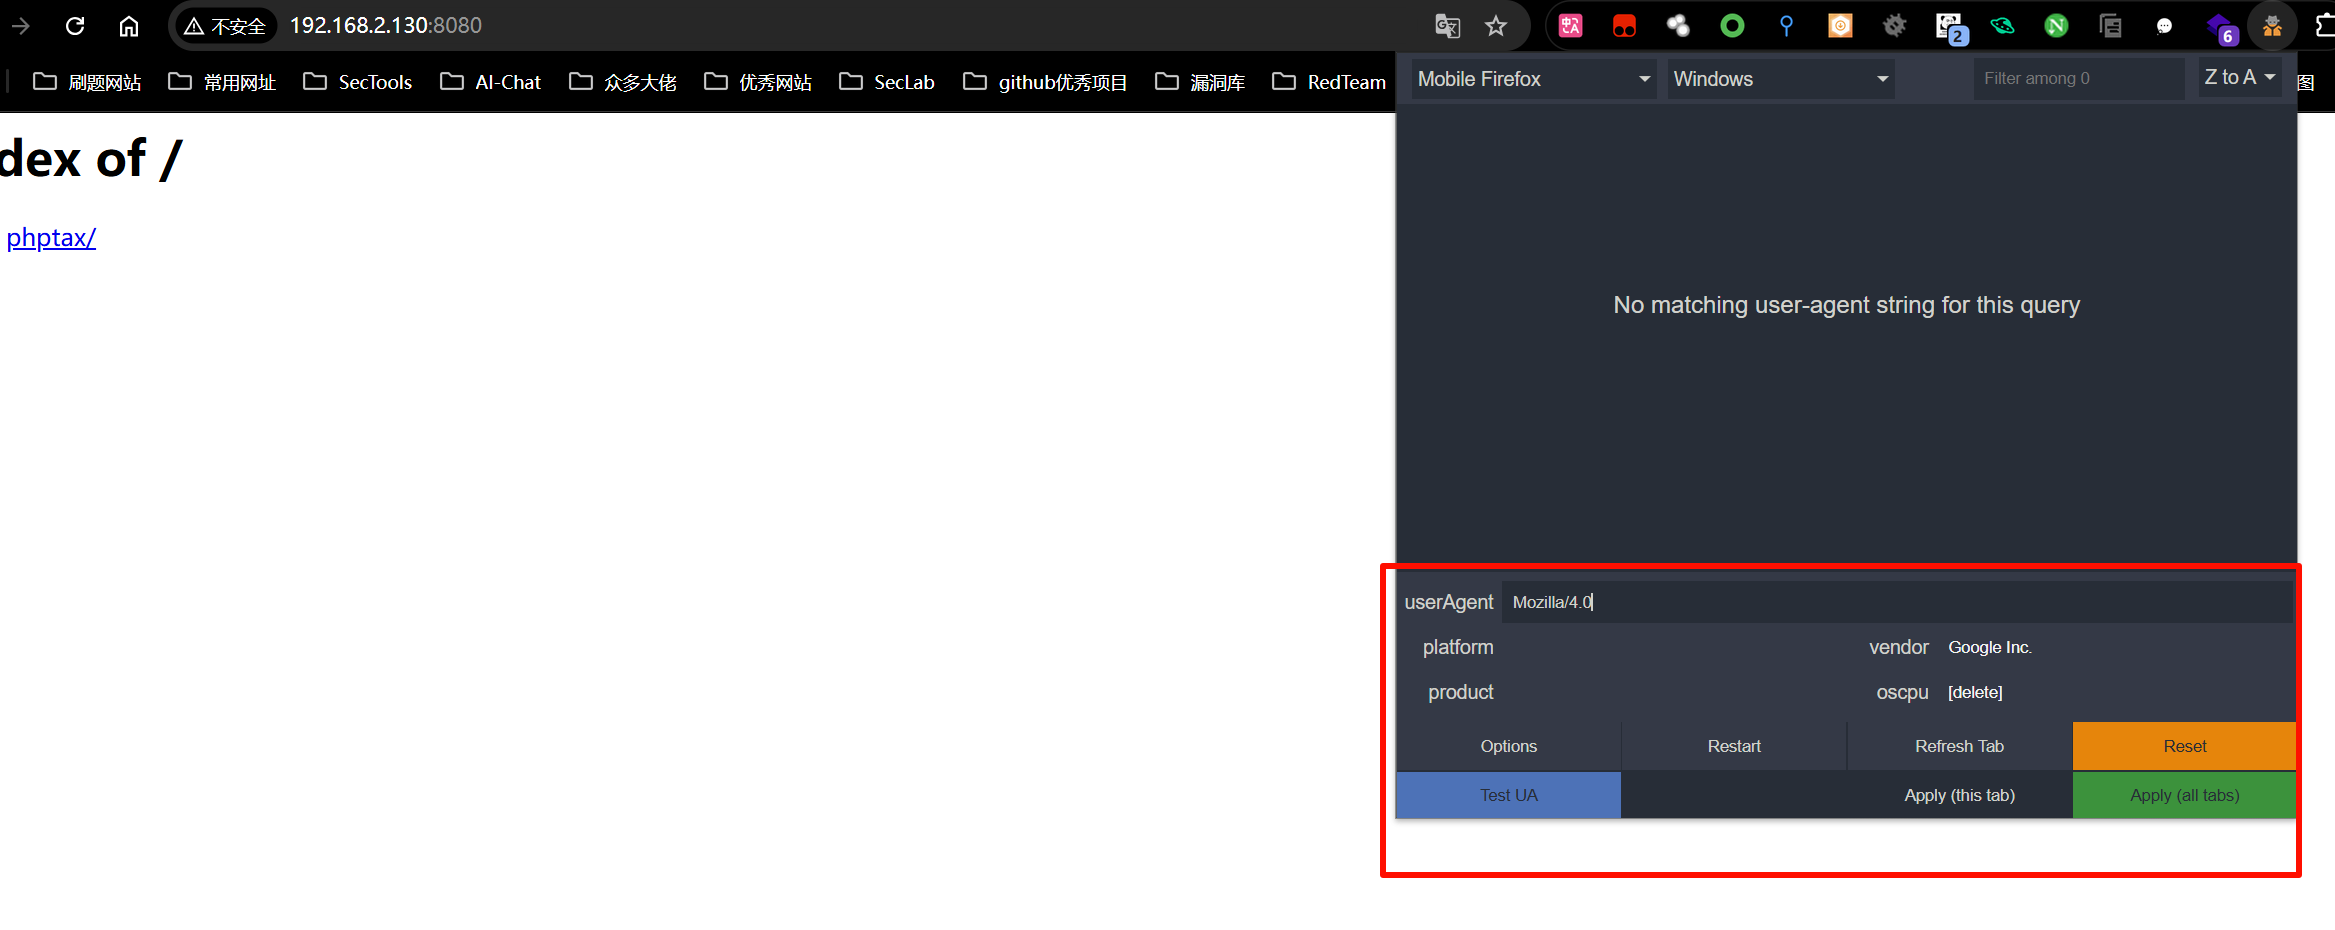 不安全 192.168.2.130:8080
2 6
刷题网站 常用网址 SecTools AI-Chat 众多大佬 优秀网站 SecLab github优秀项目 漏洞库 RedTeam 图
Mobile Firefox Windows Filter among 0 Z to A
dex of /
phptax/
No matching user-agent string for this query
userAgent Mozilla/4.0
platform vendor Google Inc.
product oscpu [delete]
Options Restart Refresh Tab Reset
Test UA Apply (this tab) Apply (all tabs)